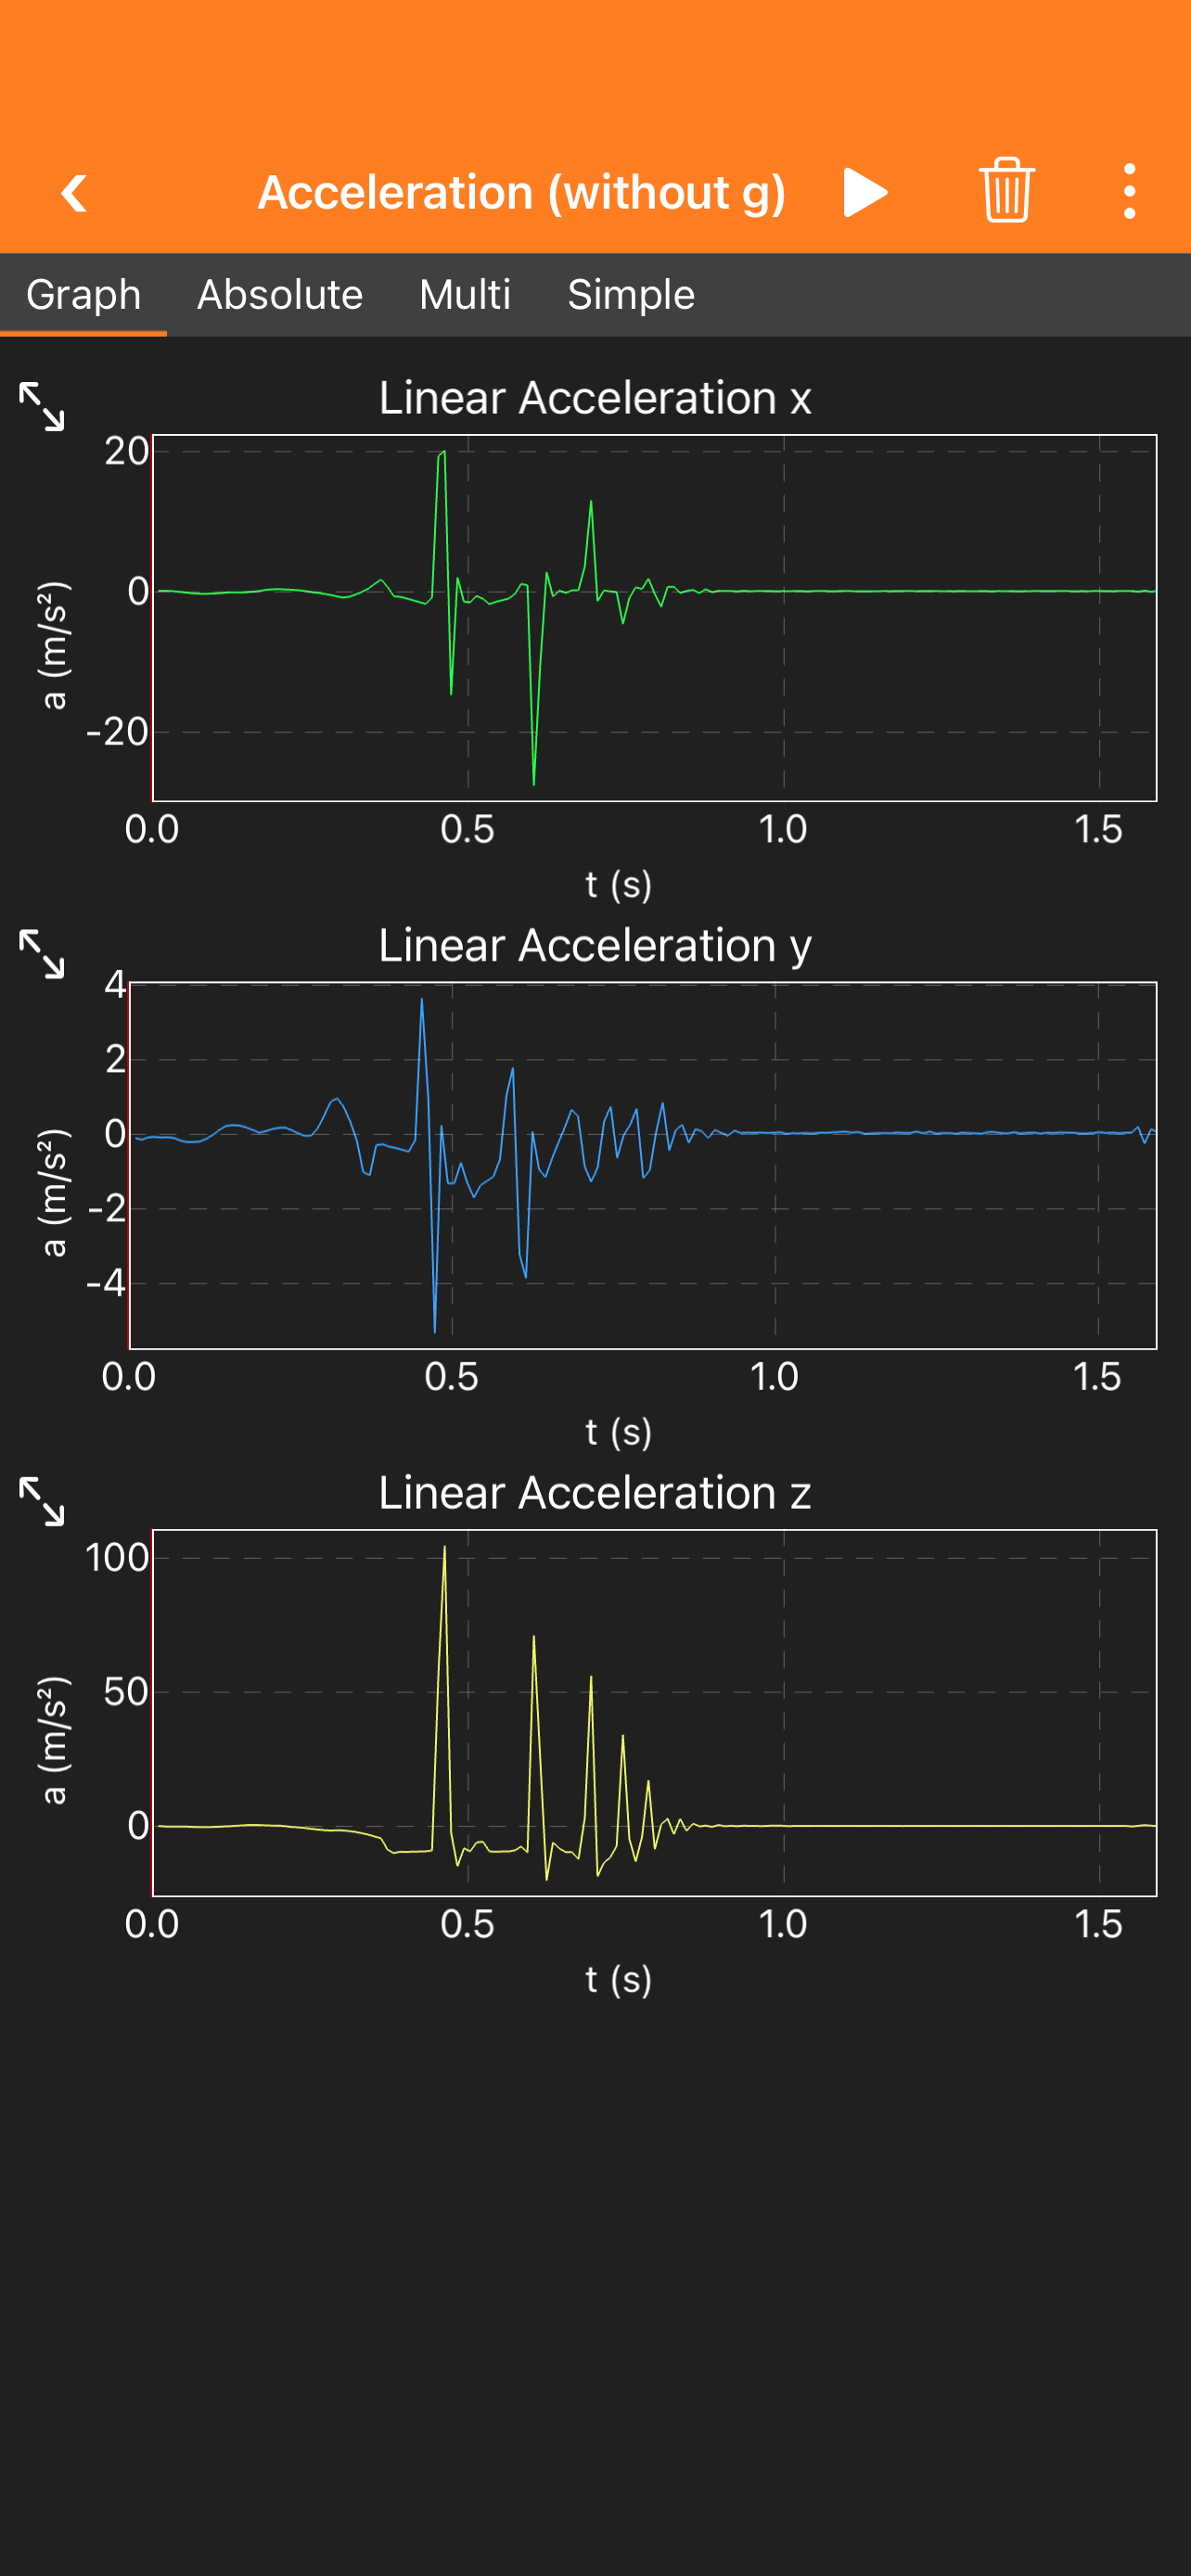 Acceleration (without g)
Graph Absolute Multi Simple
Linear Acceleration x
20
0
-20
a (m/s²)
0.0 0.5 1.0 1.5
t (s)
Linear Acceleration y
4
2
0
-2
-4
a (m/s²)
0.0 0.5 1.0 1.5
t (s)
Linear Acceleration z
100
50
0
a (m/s²)
0.0 0.5 1.0 1.5
t (s)